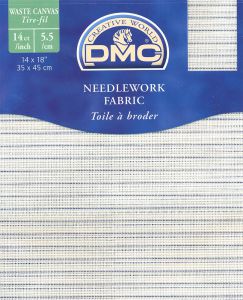 WASTE CANVAS
Tire-fil
14 ct
/inch
5.5
/cm
14 x 18"
35 x 45 cm
CREATIVE WORLD
DMC
NEEDLEWORK
FABRIC
Toile à broder